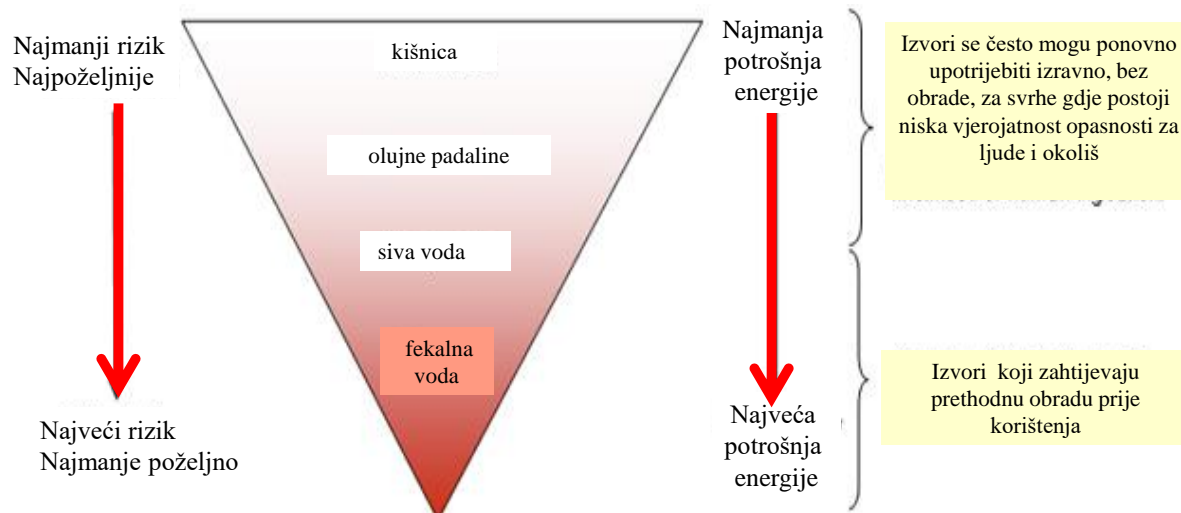 Najmanji rizik
Najpoželjnije
kišnica
olujne padaline
siva voda
fekalna
voda
Najveći rizik
Najmanje poželjno
Najmanja
potrošnja
energije
Najveća
potrošnja
energije
Izvori se često mogu ponovno
upotrijebiti izravno, bez
obrade, za svrhe gdje postoji
niska vjerojatnost opasnosti za
ljude i okoliš
Izvori koji zahtijevaju
prethodnu obradu prije
korištenja